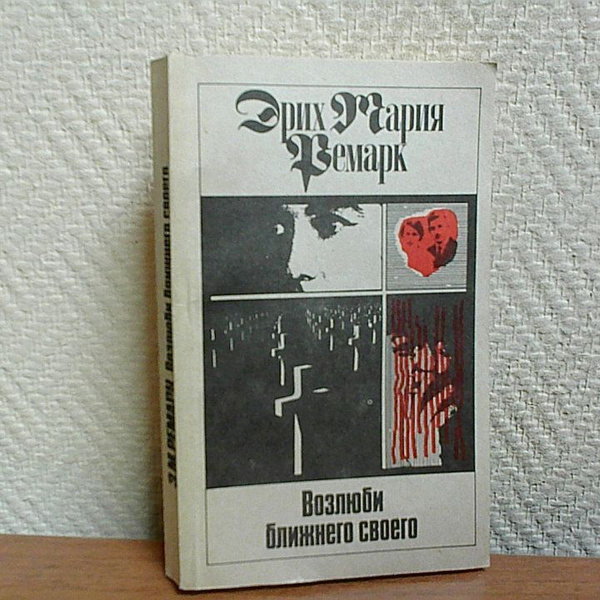 Эрих Мария
Ремарк
Возлюби
ближнего своего
Э.М.РЕМАРК Возлюби ближнего своего